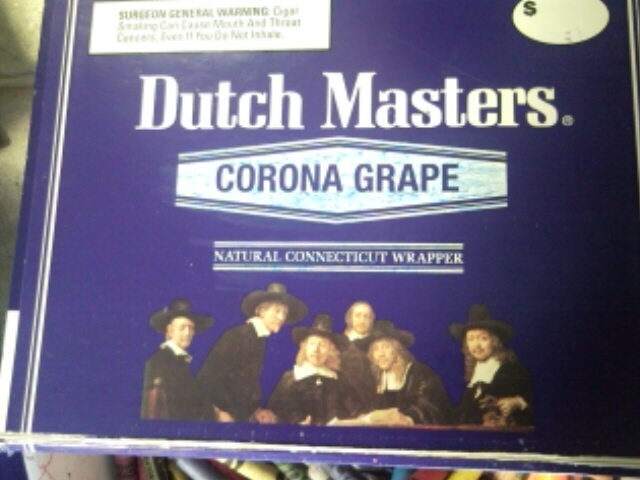 SURGEON GENERAL WARNING: Cigar
Smoking Can Cause Mouth And Throat
Cancers, Even If You Do Not Inhale.
$
Dutch Masters®
CORONA GRAPE
NATURAL CONNECTICUT WRAPPER